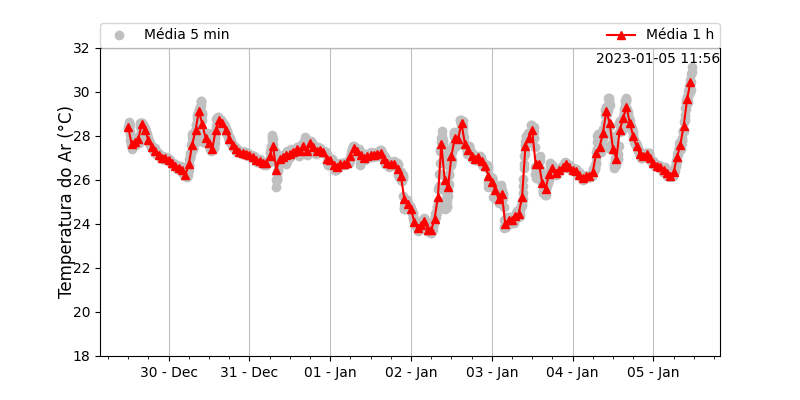 Média 5 min
Média 1 h
2023-01-05 11:56
Temperatura do Ar (°C)
32
30
28
26
24
22
20
18
30 - Dec
31 - Dec
01 - Jan
02 - Jan
03 - Jan
04 - Jan
05 - Jan